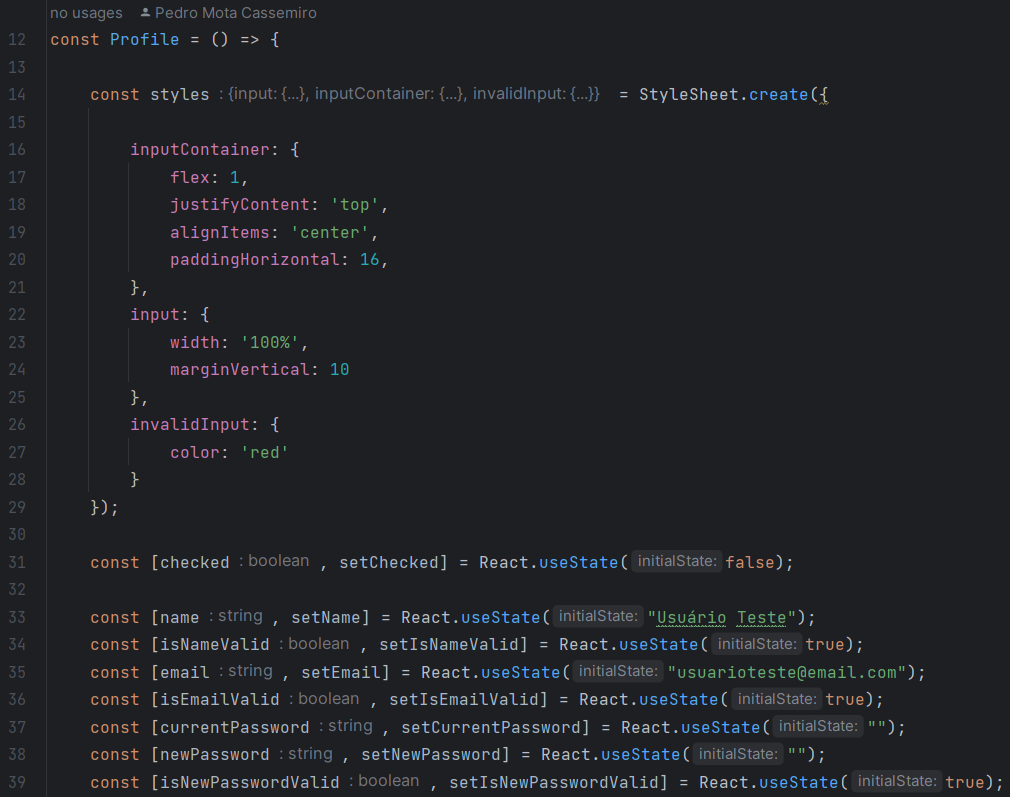 no usages Pedro Mota Cassemiro
12 const Profile = () => {
13
14 const styles : {input: {…}, inputContainer: {…}, invalidInput: {…}} = StyleSheet.create({
15
16 inputContainer: {
17 flex: 1,
18 justifyContent: 'top',
19 alignItems: 'center',
20 paddingHorizontal: 16,
21 },
22 input: {
23 width: '100%',
24 marginVertical: 10
25 },
26 invalidInput: {
27 color: 'red'
28 }
29 });
30
31 const [checked : boolean , setChecked] = React.useState( initialState: false);
32
33 const [name : string , setName] = React.useState( initialState: "Usuário Teste");
34 const [isNameValid : boolean , setIsNameValid] = React.useState( initialState: true);
35 const [email : string , setEmail] = React.useState( initialState: "usuarioteste@email.com");
36 const [isEmailValid : boolean , setIsEmailValid] = React.useState( initialState: true);
37 const [currentPassword : string , setCurrentPassword] = React.useState( initialState: "");
38 const [newPassword : string , setNewPassword] = React.useState( initialState: "");
39 const [isNewPasswordValid : boolean , setIsNewPasswordValid] = React.useState( initialState: true);